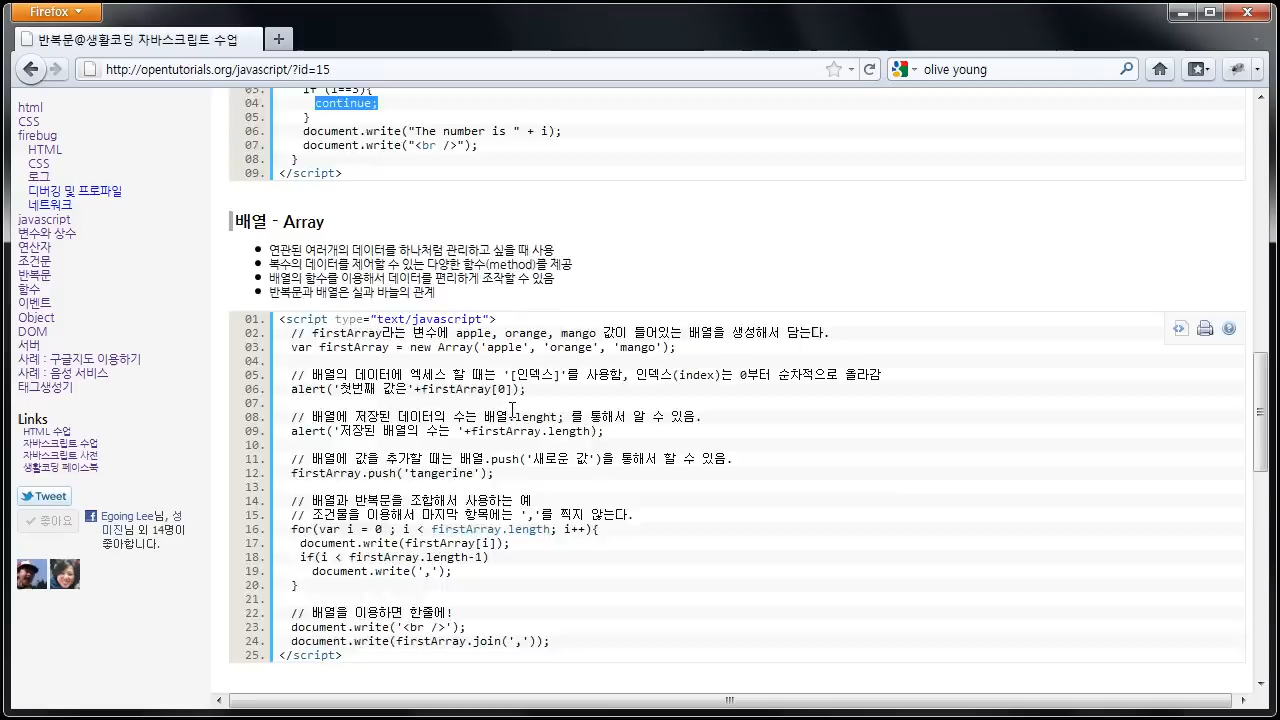 Firefox
반복문@생활코딩 자바스크립트 수업
http://opentutorials.org/javascript/?id=15
olive young
html
CSS
firebug
HTML
CSS
로그
디버깅 및 프로파일
네트워크
javascript
변수와 상수
연산자
조건문
반복문
함수
이벤트
Object
DOM
서버
사례 : 구글지도 이용하기
사례 : 음성 서비스
태그생성기
Links
HTML 수업
자바스크립트 수업
자바스크립트 사전
생활코딩 페이스북
Tweet
좋아요
Egoing Lee님, 성
미진님 외 14명이
좋아합니다.
03. if (i==3){
04. continue;
05. }
06. document.write("The number is " + i);
07. document.write("<br />");
08. }
09. </script>
배열 - Array
연관된 여러개의 데이터를 하나처럼 관리하고 싶을 때 사용
복수의 데이터를 제어할 수 있는 다양한 함수(method)를 제공
배열의 함수를 이용해서 데이터를 편리하게 조작할 수 있음
반복문과 배열은 실과 바늘의 관계
01. <script type="text/javascript">
02. // firstArray라는 변수에 apple, orange, mango 값이 들어있는 배열을 생성해서 담는다.
03. var firstArray = new Array('apple', 'orange', 'mango');
04.
05. // 배열의 데이터에 엑세스 할 때는 '[인덱스]'를 사용함, 인덱스(index)는 0부터 순차적으로 올라감
06. alert('첫번째 값은'+firstArray[0]);
07.
08. // 배열에 저장된 데이터의 수는 배열.lenght; 를 통해서 알 수 있음.
09. alert('저장된 배열의 수는 '+firstArray.length);
10.
11. // 배열에 값을 추가할 때는 배열.push('새로운 값')을 통해서 할 수 있음.
12. firstArray.push('tangerine');
13.
14. // 배열과 반복문을 조합해서 사용하는 예
15. // 조건물을 이용해서 마지막 항목에는 ','를 찍지 않는다.
16. for(var i = 0 ; i < firstArray.length; i++){
17. document.write(firstArray[i]);
18. if(i < firstArray.length-1)
19. document.write(',');
20. }
21.
22. // 배열을 이용하면 한줄에!
23. document.write('<br />');
24. document.write(firstArray.join(','));
25. </script>